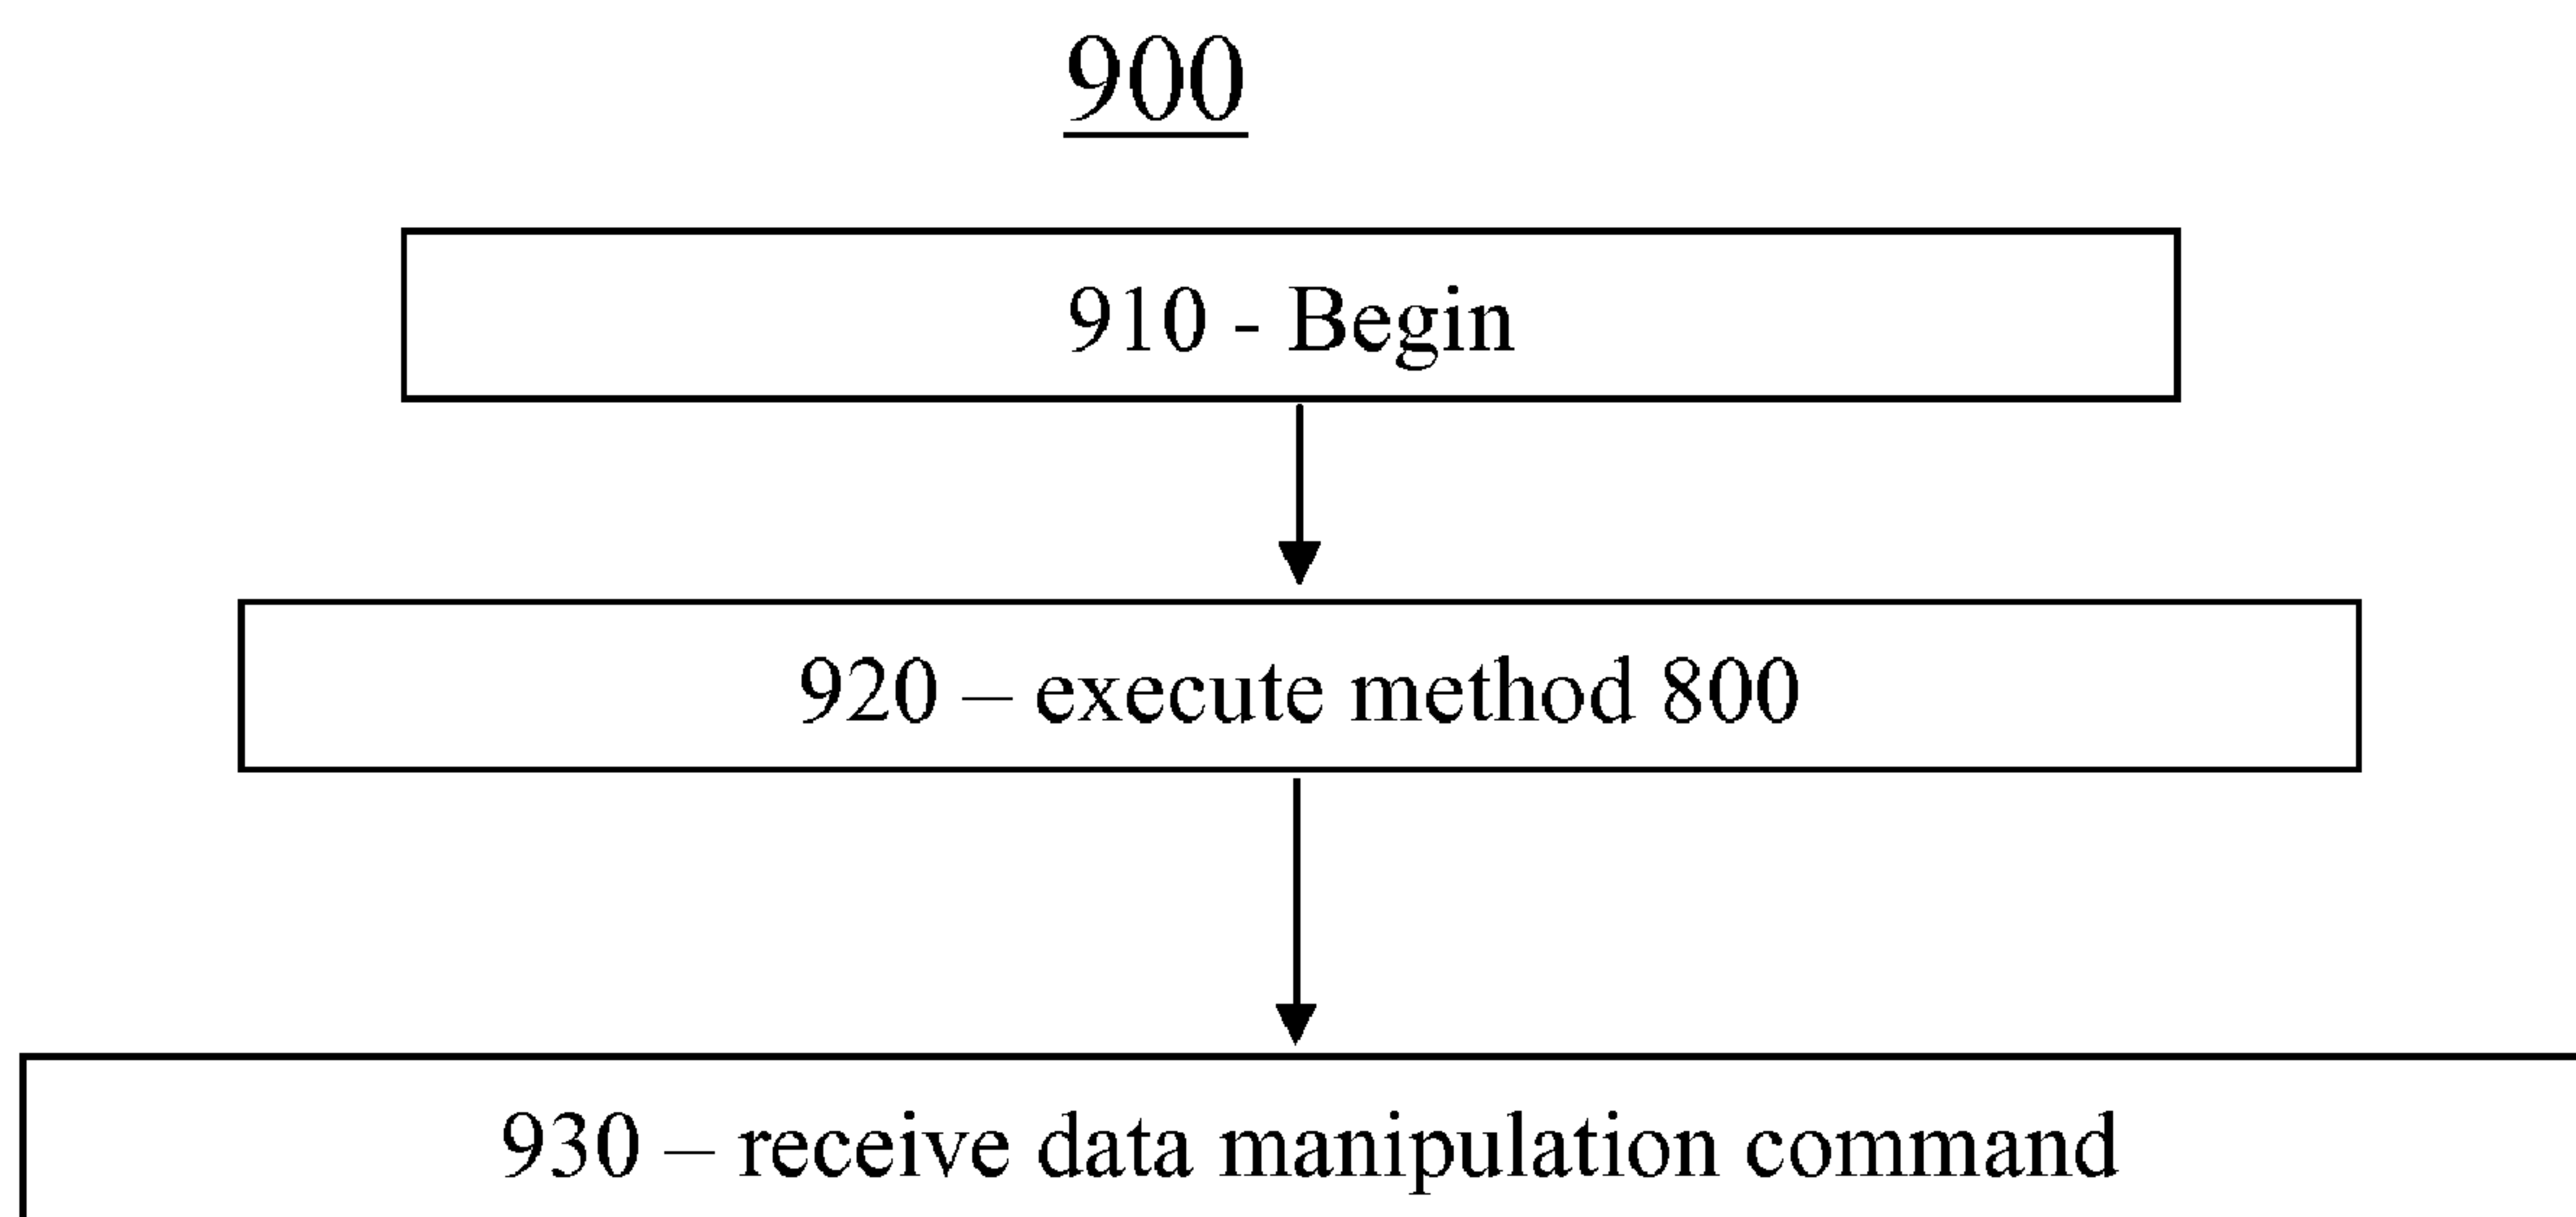 900
910 - Begin
920 – execute method 800
930 – receive data manipulation command